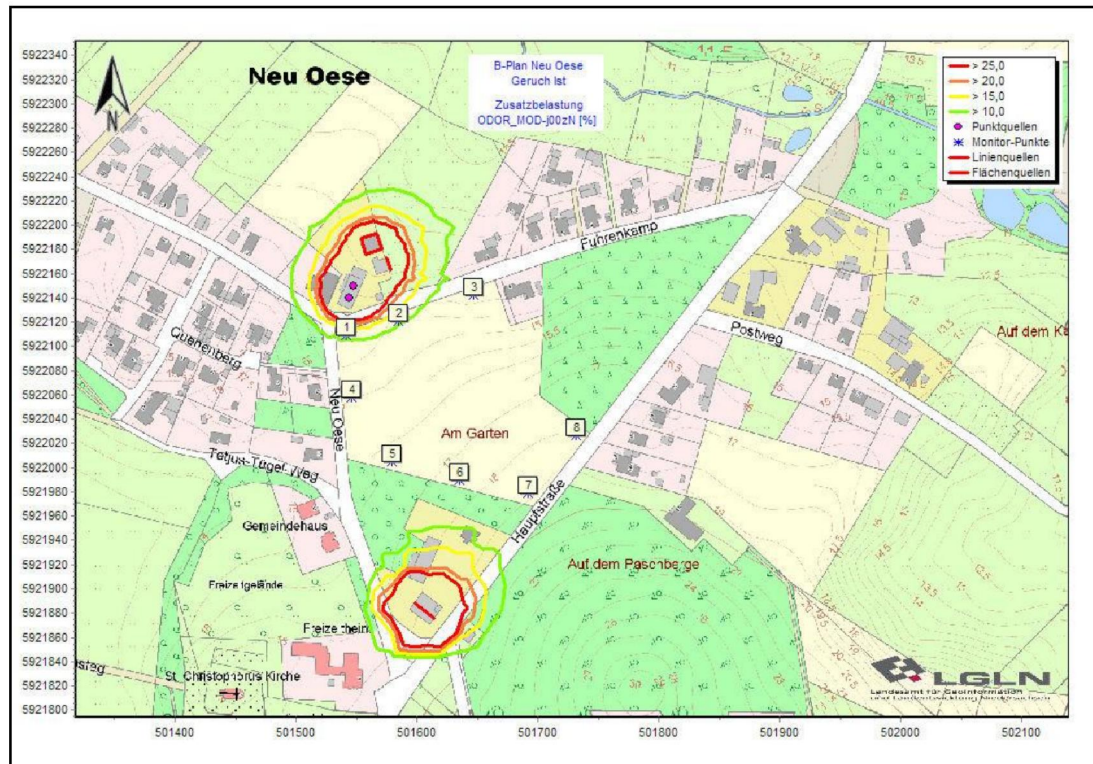 Neu Oese
B-Plan Neu Oese
Geruch Ist
Zusatzbelastung
ODOR_MOD-j00zN [%]
> 25,0
> 20,0
> 15,0
> 10,0
Punktquellen
Monitor-Punkte
Linienquellen
Flächenquellen
N
5922340
5922320
5922300
5922280
5922260
5922240
5922220
5922200
5922180
5922160
5922140
5922120
5922100
5922080
5922060
5922040
5922020
5922000
5921980
5921960
5921940
5921920
5921900
5921880
5921860
5921840
5921820
5921800
Fuhrenkamp
Postweg
Auf dem
Neu Oese
Am Garten
1
2
3
4
5
6
7
8
Gemeindehaus
Hauptstraße
Auf dem Paschberge
Freizeitgelände
Freizeitheim
St. Christophorus Kirche
LGLN
Landesamt für Geoinformation
und Landentwicklung Niedersachsen
501400
501500
501600
501700
501800
501900
502000
502100